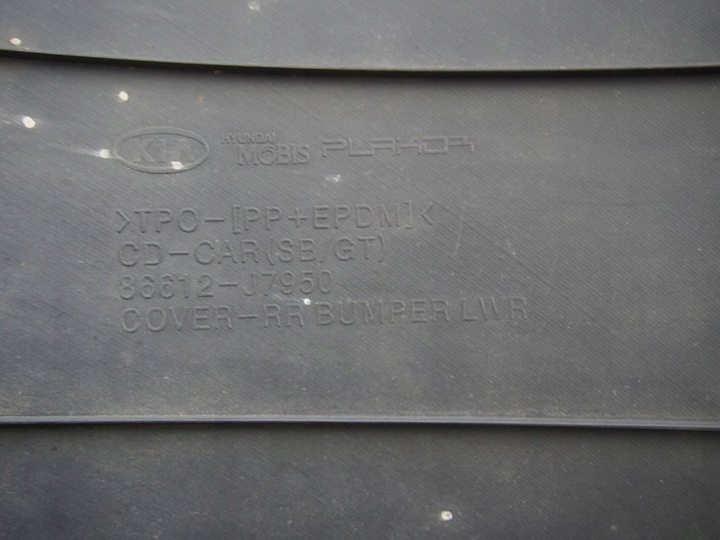 KIA HYUNDAI MOBIS PLAKOR
>TPO-[PP+EPDM]<
CD-CAR(SB/GT)
86612-J7950
COVER-RR BUMPER LWR